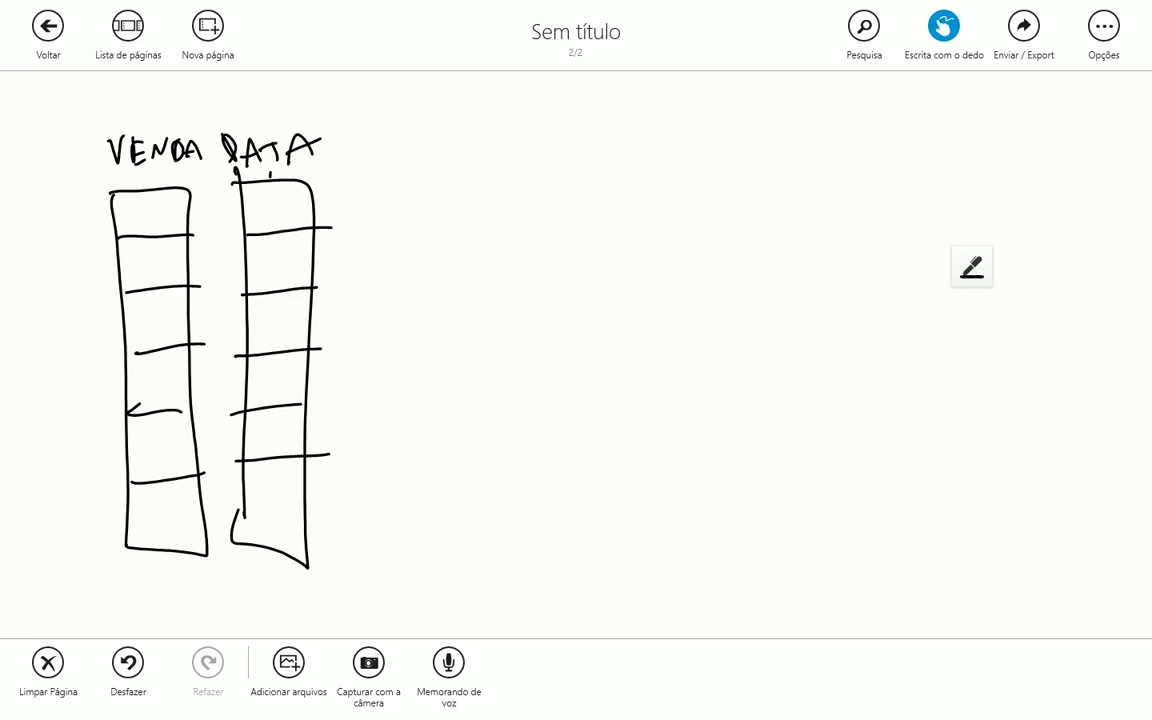 Sem título
2/2
Voltar
Lista de páginas
Nova página
Pesquisa
Escrita com o dedo
Enviar / Export
Opções
VENDA DATA
Limpar Página
Desfazer
Refazer
Adicionar arquivos
Capturar com a
câmera
Memorando de
voz